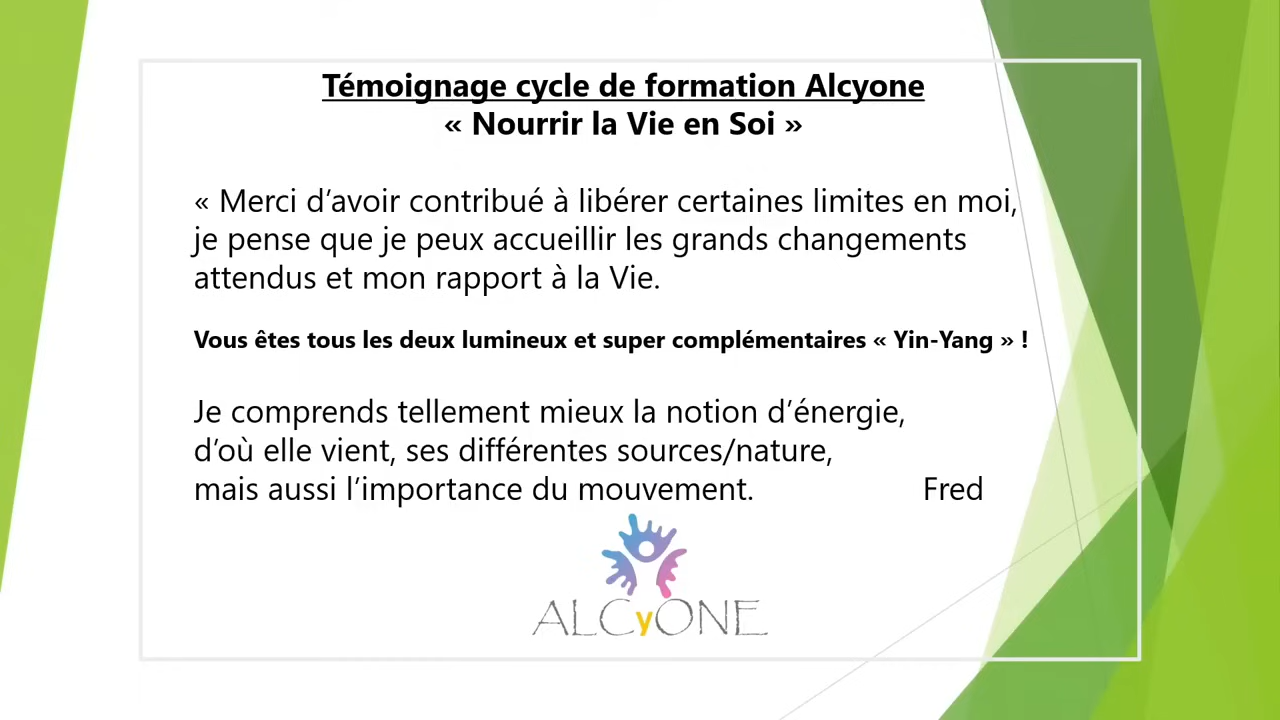 Témoignage cycle de formation Alcyone
« Nourrir la Vie en Soi »
« Merci d’avoir contribué à libérer certaines limites en moi,
je pense que je peux accueillir les grands changements
attendus et mon rapport à la Vie.
Vous êtes tous les deux lumineux et super complémentaires « Yin-Yang » !
Je comprends tellement mieux la notion d’énergie,
d’où elle vient, ses différentes sources/nature,
mais aussi l’importance du mouvement. Fred
ALCyONE